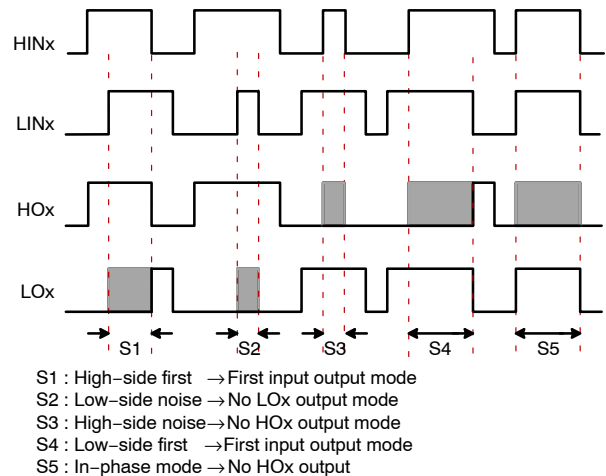 HINx
LINx
HOx
LOx
S1 S2 S3 S4 S5
S1 : High−side first →First input output mode
S2 : Low−side noise →No LOx output mode
S3 : High−side noise→No HOx output mode
S4 : Low−side first →First input output mode
S5 : In−phase mode →No HOx output